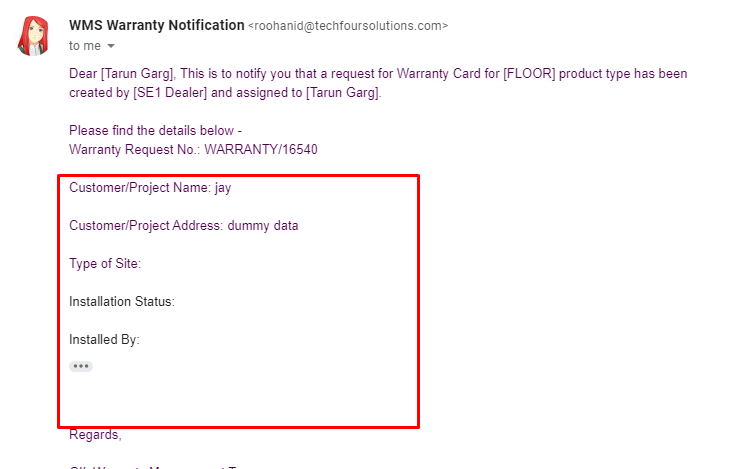 WMS Warranty Notification <roohanid@techfoursolutions.com>
to me
Dear [Tarun Garg], This is to notify you that a request for Warranty Card for [FLOOR] product type has been
created by [SE1 Dealer] and assigned to [Tarun Garg].
Please find the details below -
Warranty Request No.: WARRANTY/16540
Customer/Project Name: jay
Customer/Project Address: dummy data
Type of Site:
Installation Status:
Installed By:
Regards,